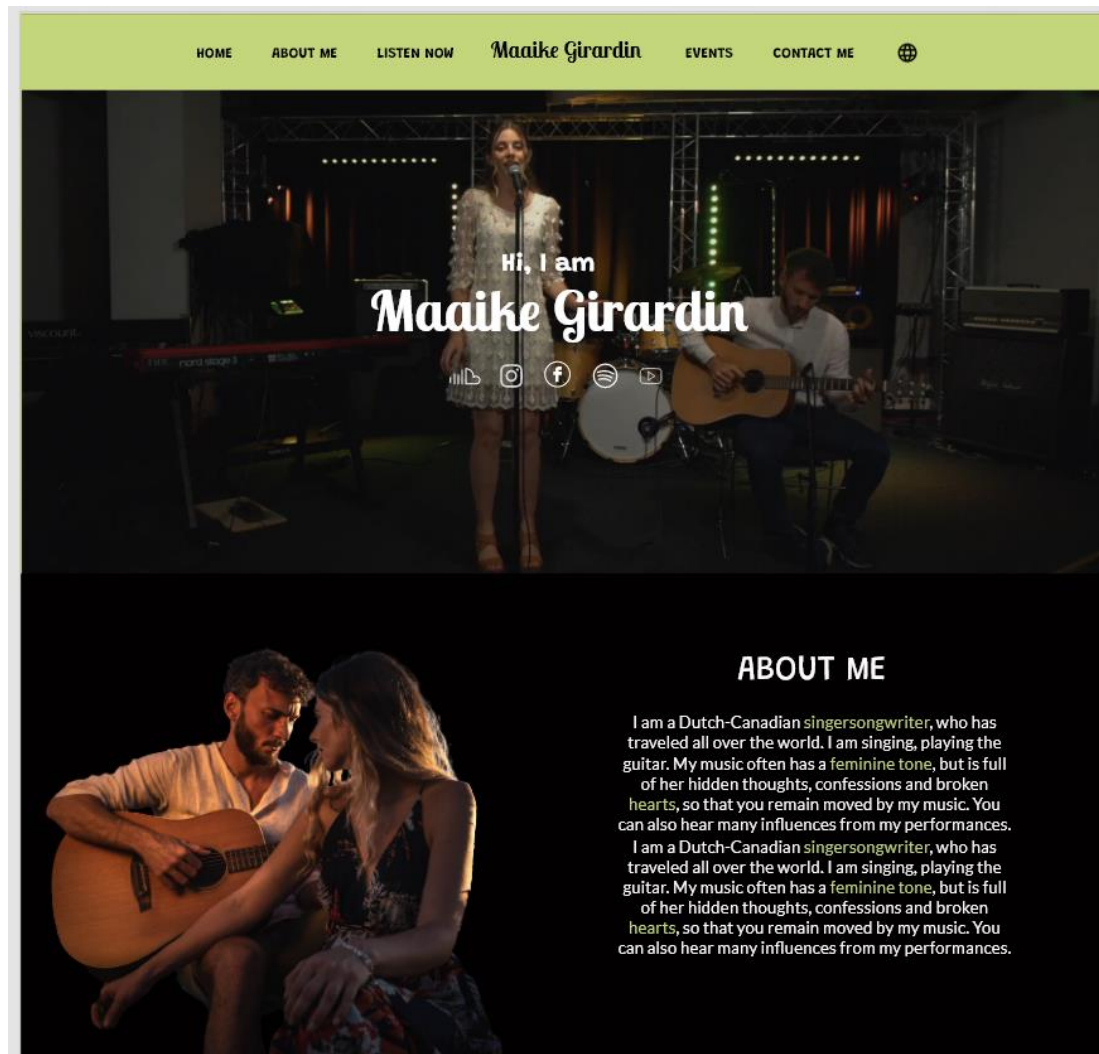 HOME ABOUT ME LISTEN NOW Maaike Girardin EVENTS CONTACT ME
viscount
nord stage 3
Hi, I am
Maaike Girardin
ABOUT ME
I am a Dutch-Canadian singersongwriter, who has
traveled all over the world. I am singing, playing the
guitar. My music often has a feminine tone, but is full
of her hidden thoughts, confessions and broken
hearts, so that you remain moved by my music. You
can also hear many influences from my performances.
I am a Dutch-Canadian singersongwriter, who has
traveled all over the world. I am singing, playing the
guitar. My music often has a feminine tone, but is full
of her hidden thoughts, confessions and broken
hearts, so that you remain moved by my music. You
can also hear many influences from my performances.